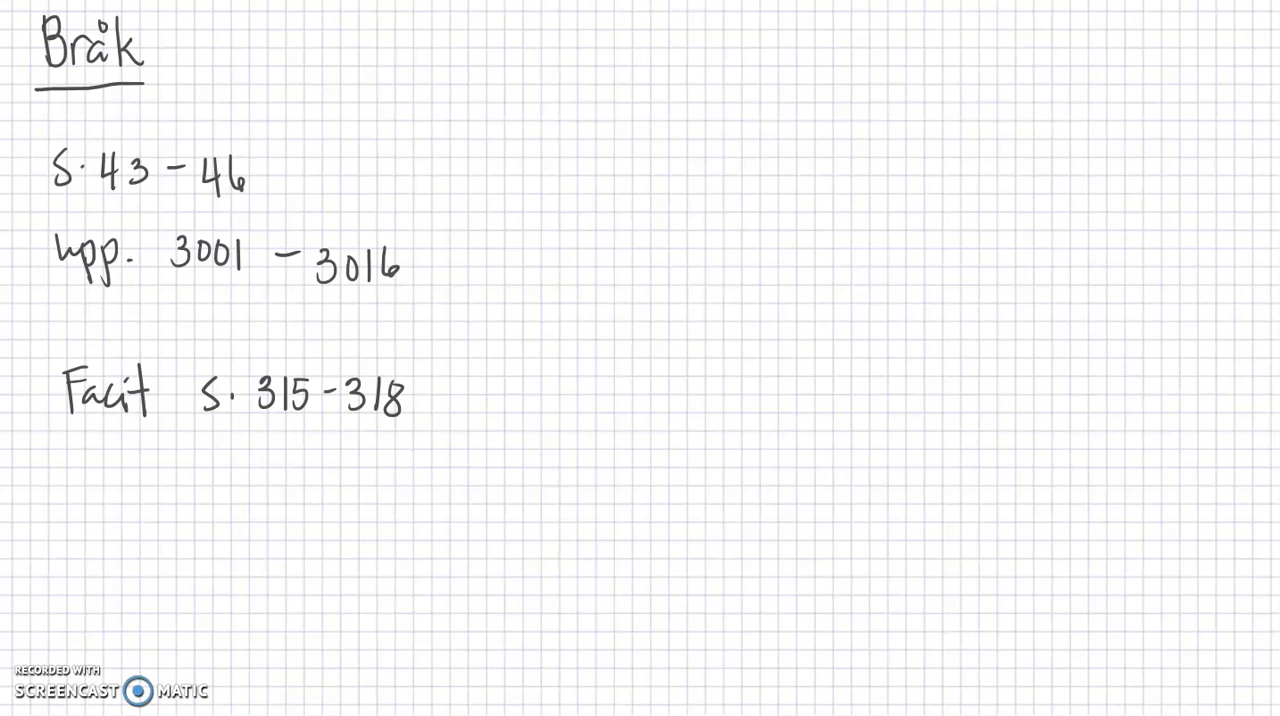 Bråk
S. 43 - 46
upp. 3001 - 3016
Facit S. 315 - 318
RECORDED WITH
SCREENCAST MATIC